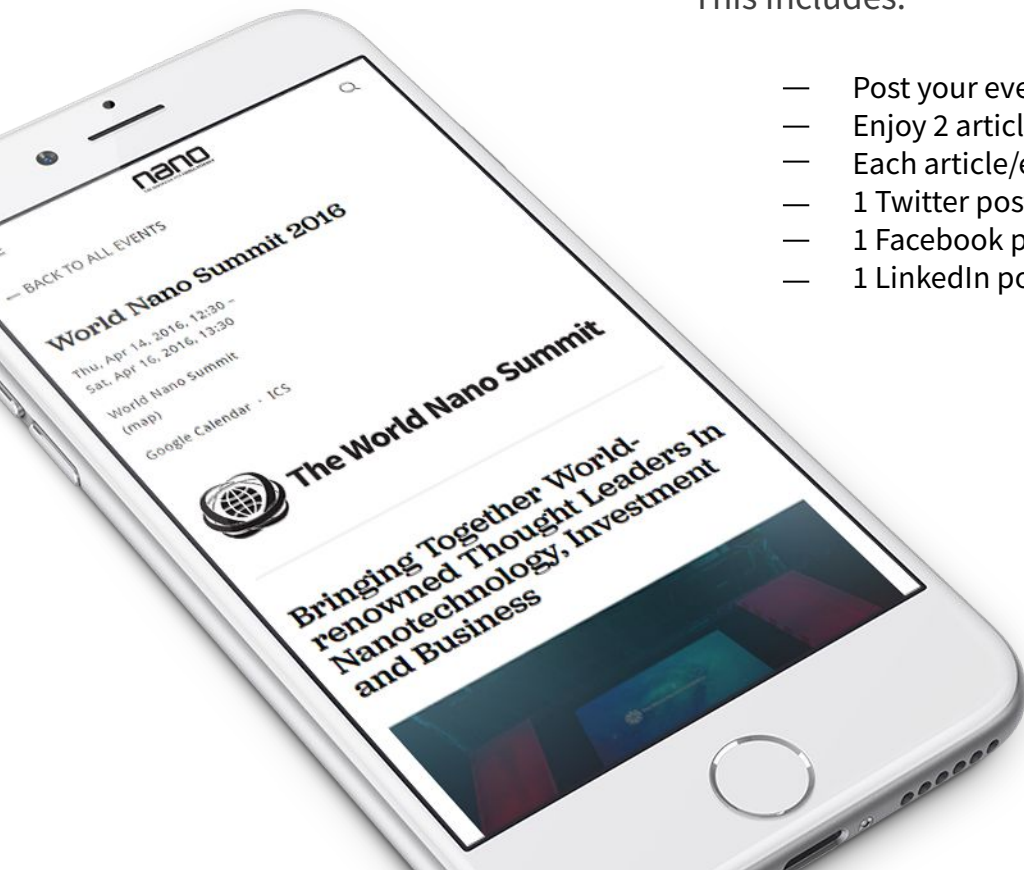 This includes:
— Post your eve
— Enjoy 2 articl
— Each article/e
— 1 Twitter pos
— 1 Facebook p
— 1 LinkedIn po
nano
← BACK TO ALL EVENTS
World Nano Summit 2016
Thu, Apr 14, 2016, 12:30 –
Sat, Apr 16, 2016, 13:30
World Nano Summit
(map)
Google Calendar · ICS
The World Nano Summit
Bringing Together World-
renowned Thought Leaders In
Nanotechnology, Investment
and Business